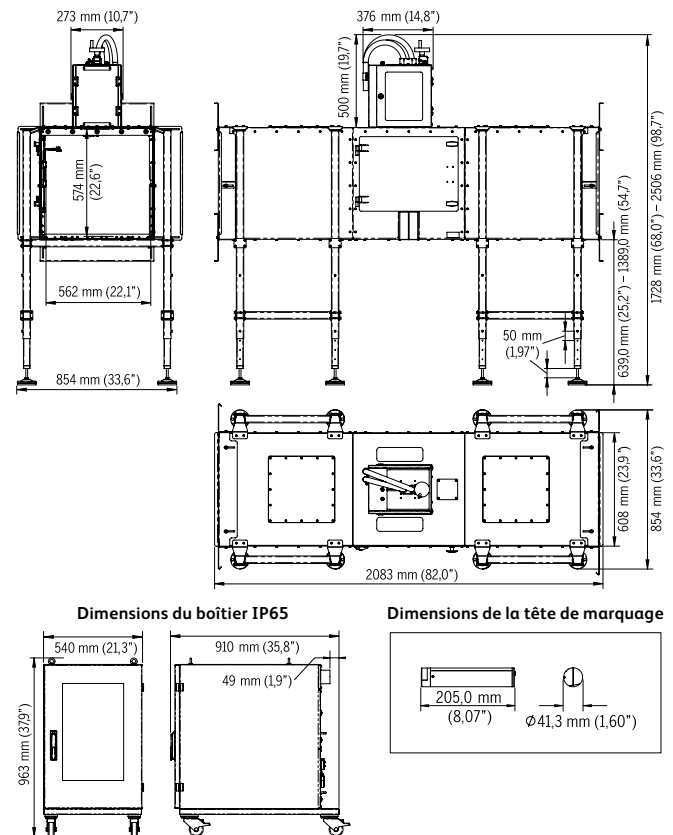 273 mm (10,7”)
376 mm (14,8”)
500 mm (19,7”)
574 mm
(22,6”)
562 mm (22,1”)
854 mm (33,6”)
50 mm
(1,97”)
639,0 mm (25,2”) – 1389,0 mm (54,7”)
1728 mm (68,0”) – 2506 mm (98,7”)
608 mm (23,9 ”)
854 mm (33,6”)
2083 mm (82,0”)
Dimensions du boîtier IP65
540 mm (21,3”)
910 mm (35,8”)
49 mm (1,9”)
963 mm (37,9”)
Dimensions de la tête de marquage
205,0 mm
(8,07”)
Ø41,3 mm (1,60”)